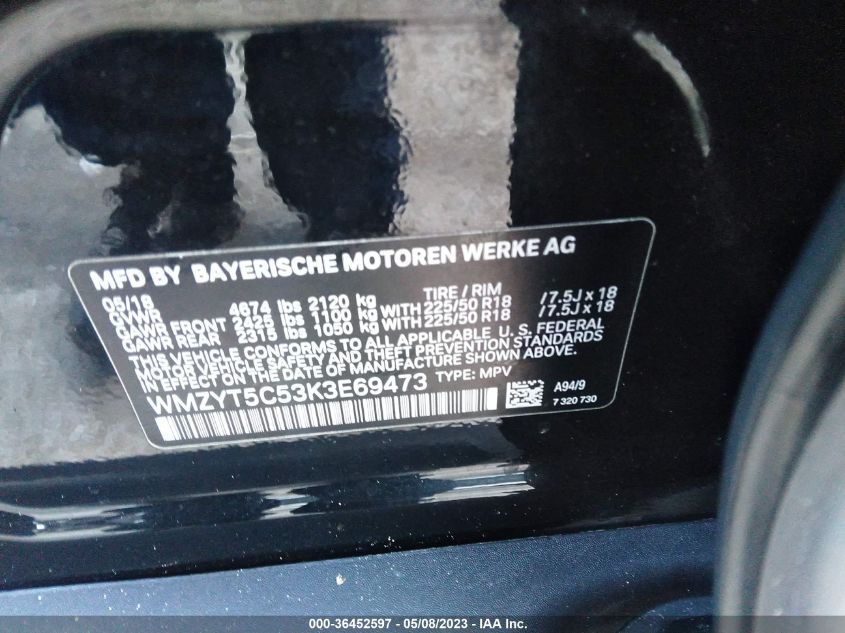 MFD BY BAYERISCHE MOTOREN WERKE AG
05/18 TIRE / RIM
GVWR 4674 lbs 2120 kg
GAWR FRONT 2425 lbs 1100 kg WITH 225/50 R18 /7.5J x 18
GAWR REAR 2315 lbs 1050 kg WITH 225/50 R18 /7.5J x 18
THIS VEHICLE CONFORMS TO ALL APPLICABLE U. S. FEDERAL
MOTOR VEHICLE SAFETY AND THEFT PREVENTION STANDARDS
IN EFFECT ON THE DATE OF MANUFACTURE SHOWN ABOVE.
WMZYT5C53K3E69473 TYPE: MPV
A94/9
7 320 730
000-36452597 - 05/08/2023 - IAA Inc.